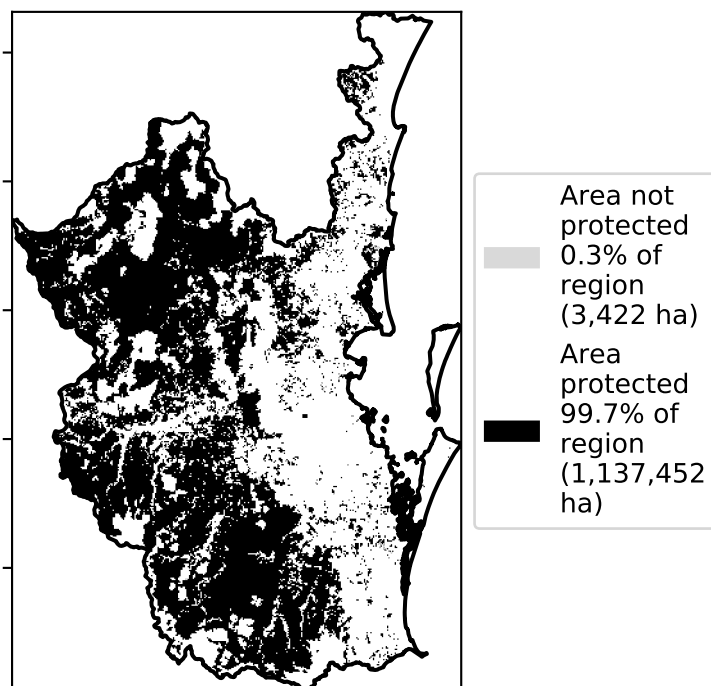 Area not
protected
0.3% of
region
(3,422 ha)
Area
protected
99.7% of
region
(1,137,452
ha)